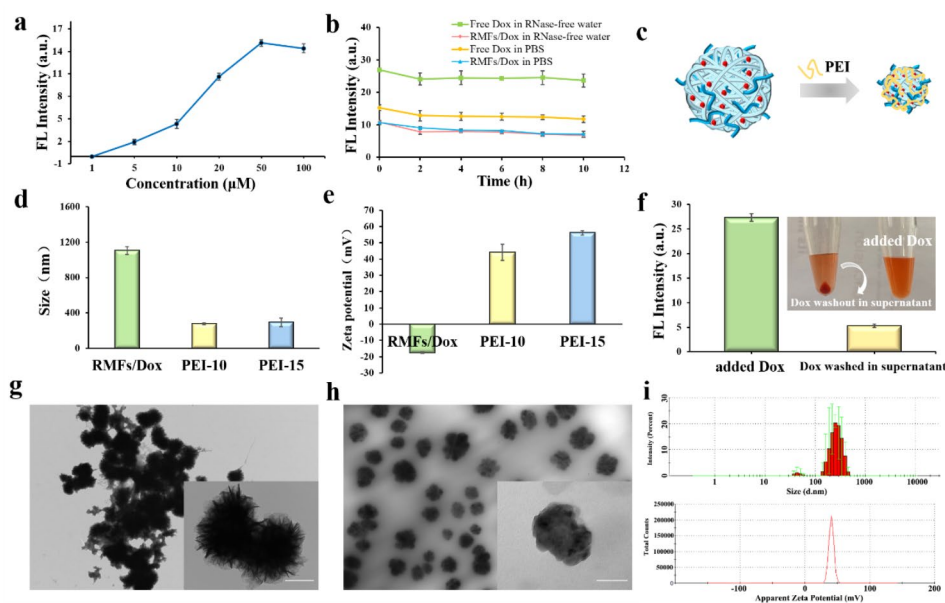 a
FL Intensity (a.u.)
17
14
11
8
5
2
-1
1 5 10 20 50 100
Concentration (µM)
b
Free Dox in RNase-free water
RMFs/Dox in RNase-free water
Free Dox in PBS
RMFs/Dox in PBS
FL Intensity (a.u.)
40
30
20
10
0
0 2 4 6 8 10 12
Time (h)
c
PEI
d
Size (nm)
1600
1200
800
400
0
RMFs/Dox PEI-10 PEI-15
e
Zeta potential (mV)
70
60
50
40
30
20
10
0
-10
-20
-30
RMFs/Dox PEI-10 PEI-15
f
FL Intensity (a.u.)
30
25
20
15
10
5
0
added Dox
Dox washout in supernatant
added Dox Dox washed in supernatant
g
h
i
Intensity (Percent)
30
20
10
0
1 10 100 1000 10000
Size (d.nm)
Total Counts
250000
200000
150000
100000
50000
0
-100 0 100 200
Apparent Zeta Potential (mV)